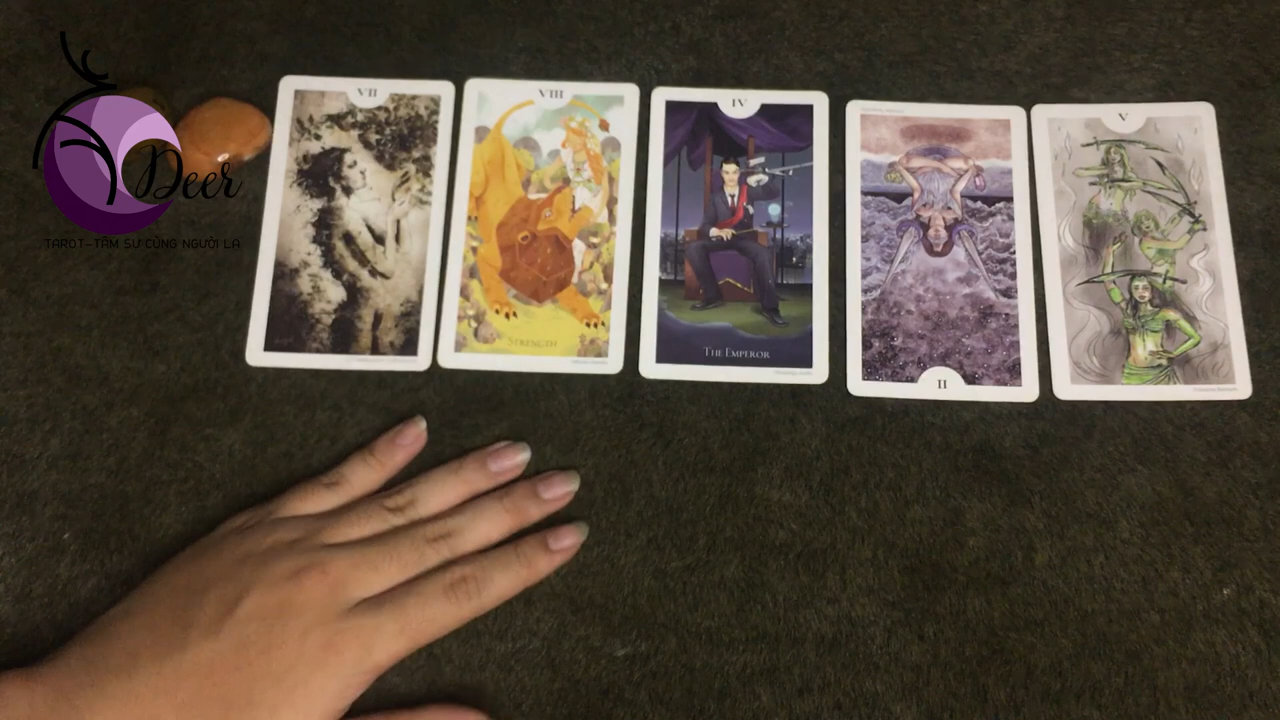 Deer
TAROT-TÂM SỰ CÙNG NGƯỜI LẠ
VII
VIII
STRENGTH
IV
THE EMPEROR
II
V